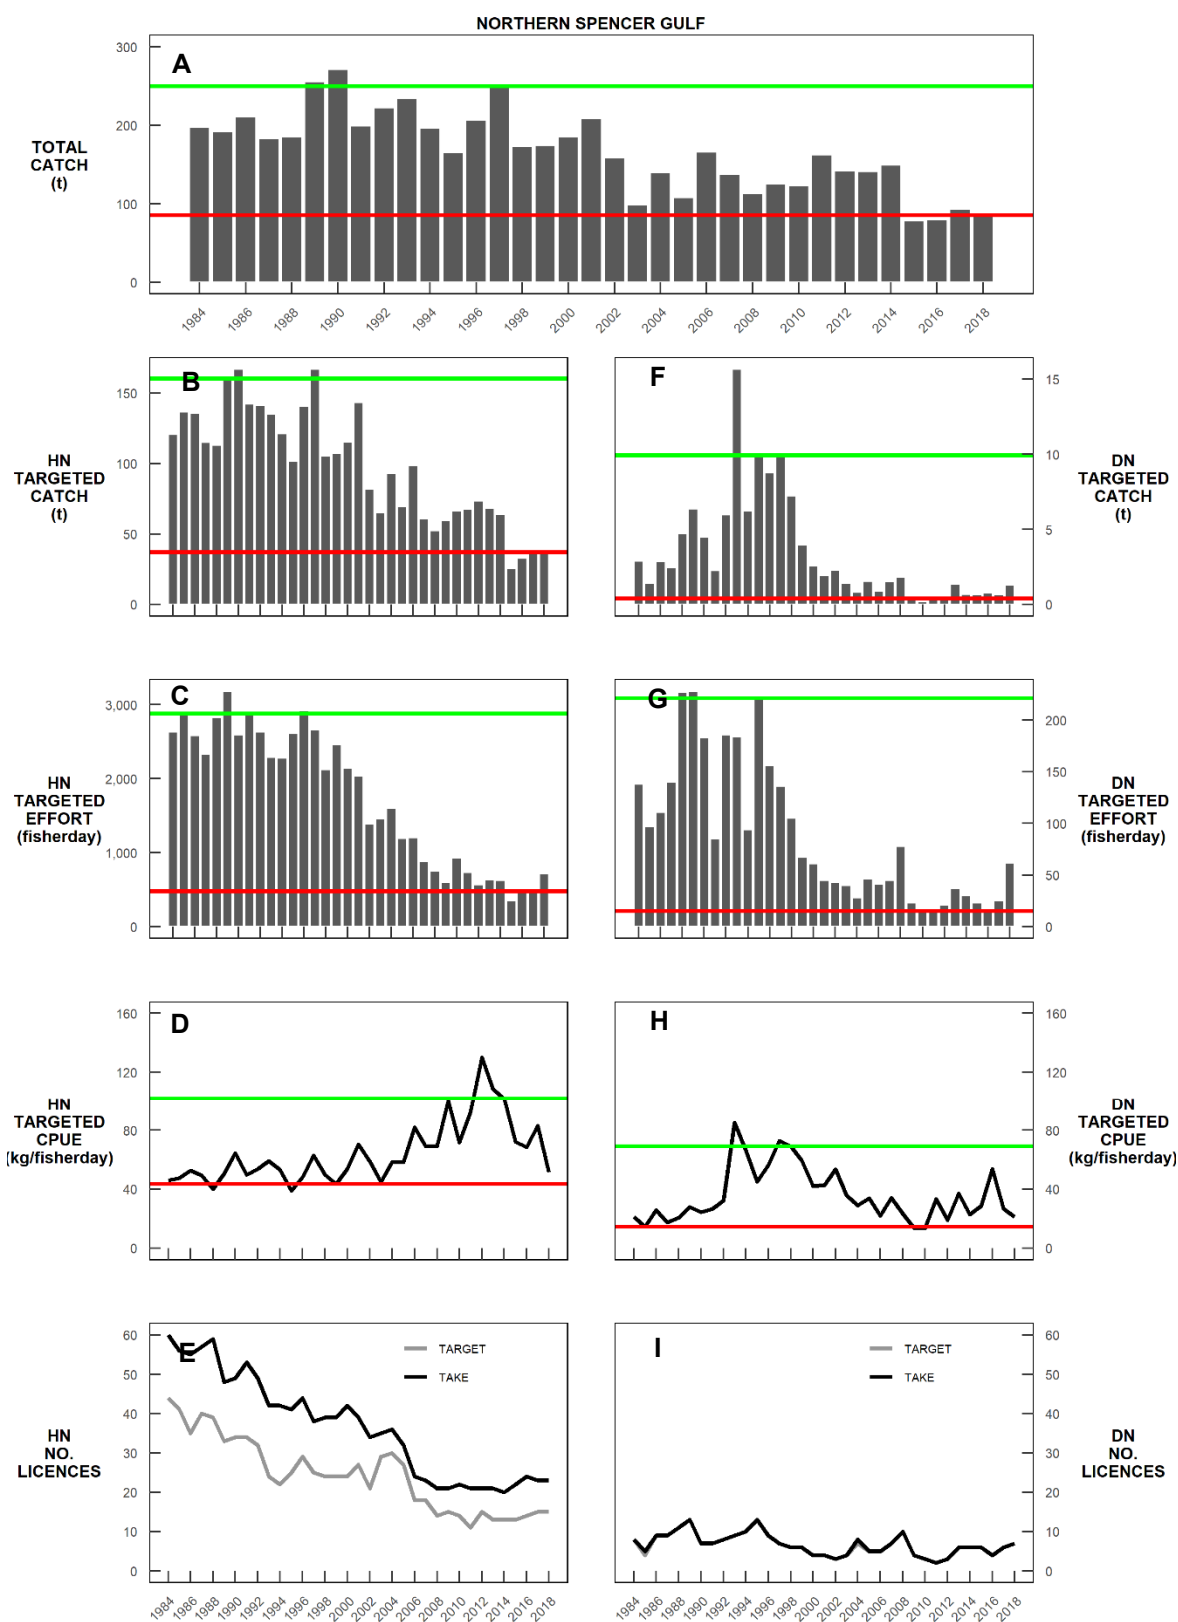 NORTHERN SPENCER GULF
A
TOTAL
CATCH
(t)
300
200
100
0
1984
1986
1988
1990
1992
1994
1996
1998
2000
2002
2004
2006
2008
2010
2012
2014
2016
2018
B
HN
TARGETED
CATCH
(t)
150
100
50
0
F
15
10
5
0
DN
TARGETED
CATCH
(t)
C
HN
TARGETED
EFFORT
(fisherday)
3,000
2,000
1,000
0
G
200
150
100
50
0
DN
TARGETED
EFFORT
(fisherday)
D
HN
TARGETED
CPUE
(kg/fisherday)
160
120
80
40
0
H
160
120
80
40
0
DN
TARGETED
CPUE
(kg/fisherday)
E
HN
NO.
LICENCES
60
50
40
30
20
10
0
TARGET
TAKE
1984
1986
1988
1990
1992
1994
1996
1998
2000
2002
2004
2006
2008
2010
2012
2014
2016
2018
I
TARGET
TAKE
60
50
40
30
20
10
0
DN
NO.
LICENCES
1984
1986
1988
1990
1992
1994
1996
1998
2000
2002
2004
2006
2008
2010
2012
2014
2016
2018